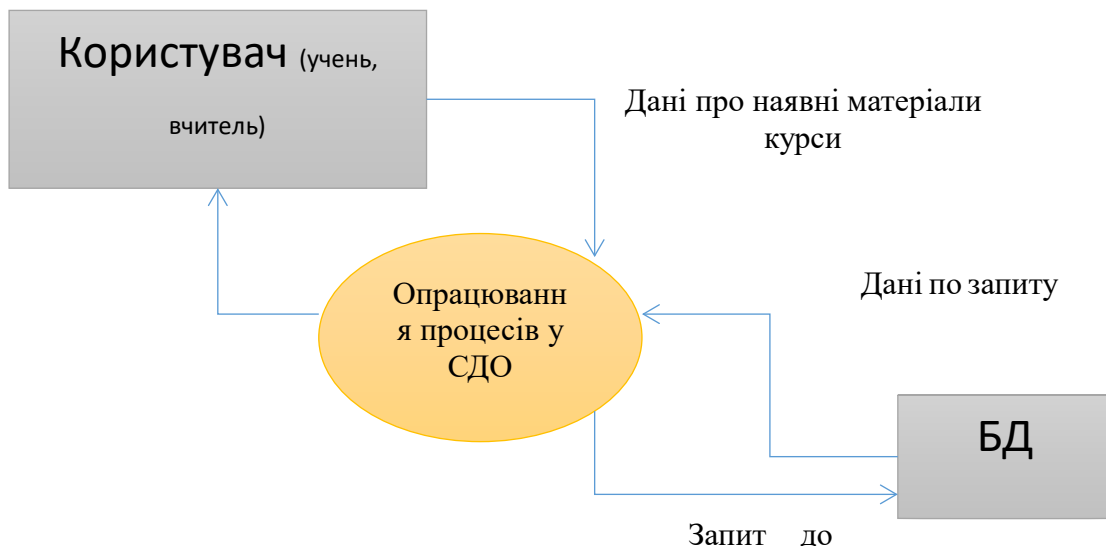 Користувач (учень,
вчитель)
Дані про наявні матеріали
курси
Опрацюванн
я процесів у
СДО
Дані по запиту
БД
Запит до